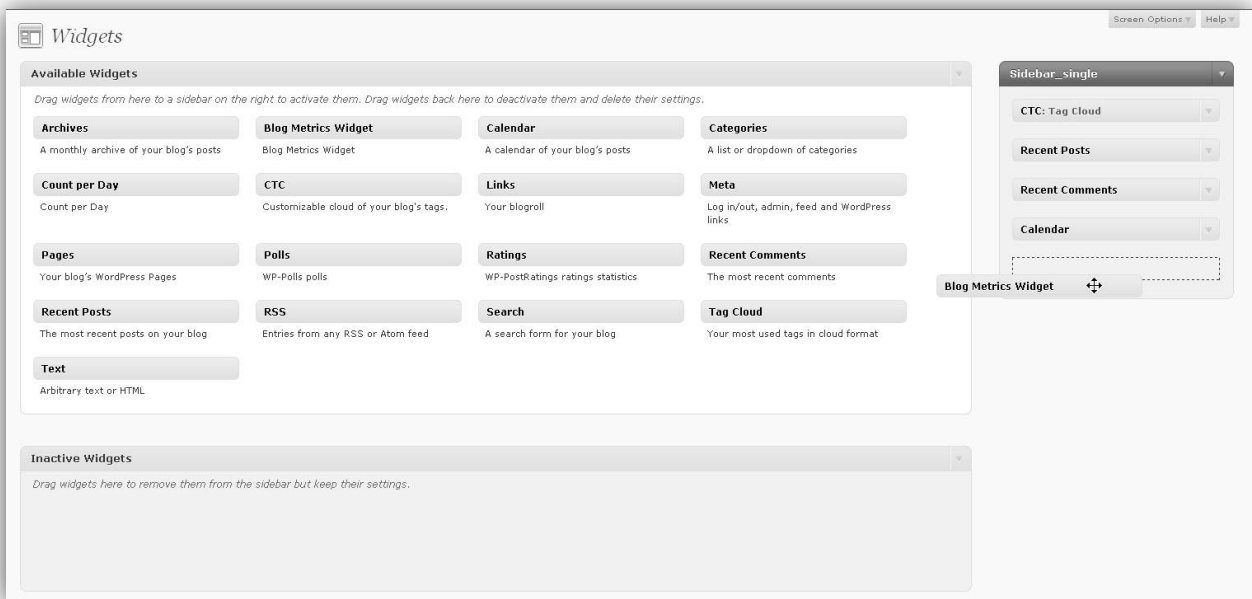 Screen Options
Help
Widgets
Available Widgets
Drag widgets from here to a sidebar on the right to activate them. Drag widgets back here to deactivate them and delete their settings.
Archives
A monthly archive of your blog's posts
Blog Metrics Widget
Blog Metrics Widget
Calendar
A calendar of your blog's posts
Categories
A list or dropdown of categories
Count per Day
Count per Day
CTC
Customizable cloud of your blog's tags.
Links
Your blogroll
Meta
Log in/out, admin, feed and WordPress
links
Pages
Your blog's WordPress Pages
Polls
WP-Polls polls
Ratings
WP-PostRatings ratings statistics
Recent Comments
The most recent comments
Recent Posts
The most recent posts on your blog
RSS
Entries from any RSS or Atom feed
Search
A search form for your blog
Tag Cloud
Your most used tags in cloud format
Text
Arbitrary text or HTML
Inactive Widgets
Drag widgets here to remove them from the sidebar but keep their settings.
Sidebar_single
CTC: Tag Cloud
Recent Posts
Recent Comments
Calendar
Blog Metrics Widget